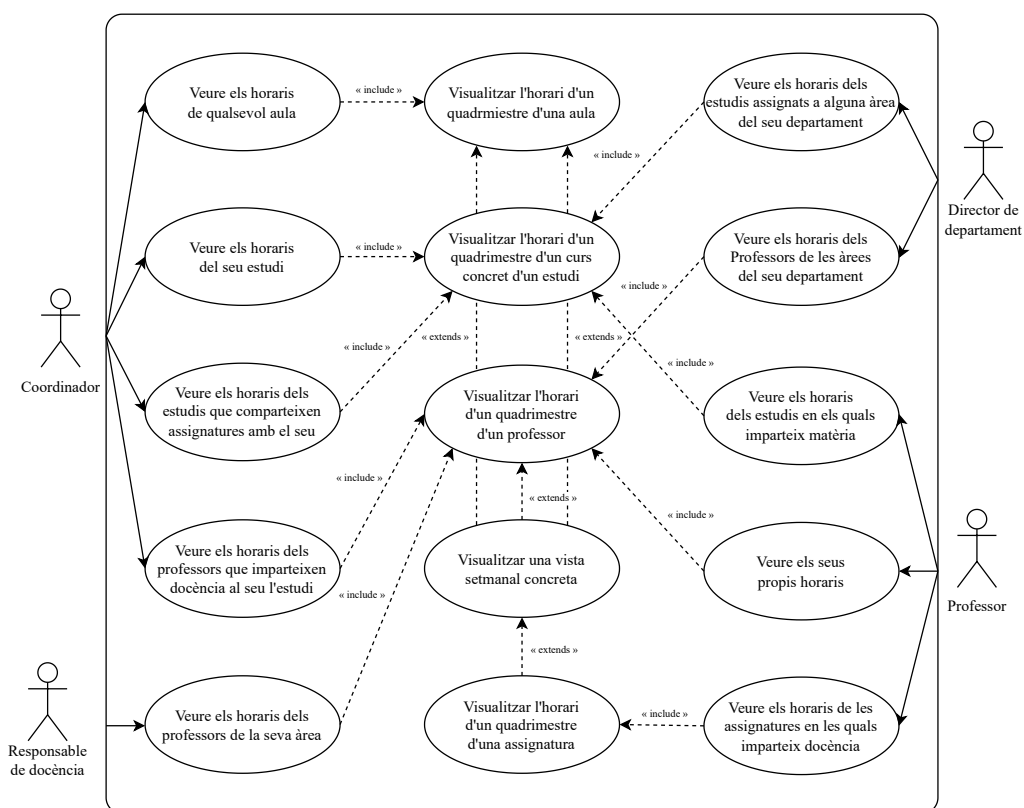 Veure els horaris
de qualsevol aula
« include »
Visualitzar l'horari d'un
quadrmiestre d'una aula
Veure els horaris dels
estudis assignats a alguna àrea
del seu departament
« include »
Director de
departament
Veure els horaris
del seu estudi
« include »
Visualitzar l'horari d'un
quadrimestre d'un curs
concret d'un estudi
Veure els horaris dels
Professors de les àrees
del seu departament
« include »
Coordinador
« include »
« extends »
« extends »
« include »
Veure els horaris dels
estudis que comparteixen
assignatures amb el seu
Visualitzar l'horari
d'un quadrimestre
d'un professor
Veure els horaris
dels estudis en els quals
imparteix matèria
« include »
« extends »
« include »
Veure els horaris dels
professors que imparteixen
docència al seu l'estudi
« include »
Visualitzar una vista
setmanal concreta
Veure els seus
propis horaris
Professor
« extends »
Responsable
de docència
Veure els horaris dels
professors de la seva àrea
Visualitzar l'horari
d'un quadrimestre
d'una assignatura
« include »
Veure els horaris de les
assignatures en les quals
imparteix docència